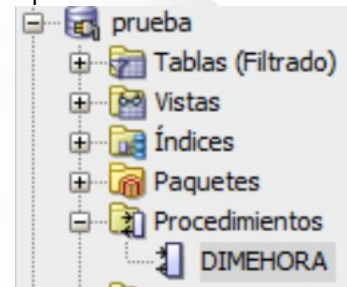 prueba
Tablas (Filtrado)
Vistas
Índices
Paquetes
Procedimientos
DIMEHORA